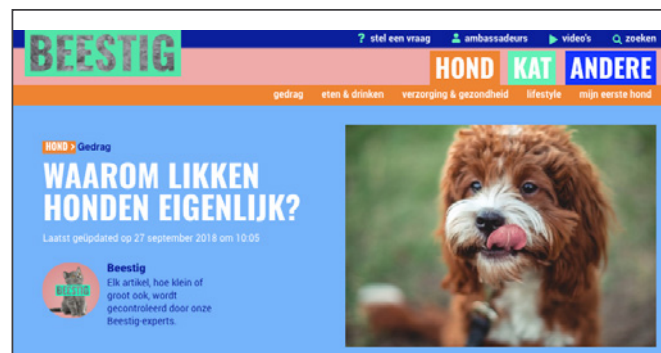 BEESTIG
? stel een vraag ambassadeurs video's zoeken
HOND KAT ANDERE
gedrag eten & drinken verzorging & gezondheid lifestyle mijn eerste hond
HOND > Gedrag
WAAROM LIKKEN
HONDEN EIGENLIJK?
Laatst geüpdated op 27 september 2018 om 10:05
BEESTIG
Beestig
Elk artikel, hoe klein of
groot ook, wordt
gecontroleerd door onze
Beestig-experts.